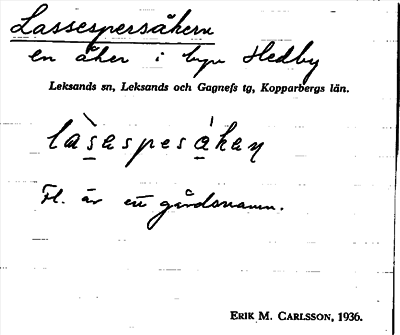 Lassespersåkern
en åker i byn Hedby
Leksands sn, Leksands och Gagnefs tg, Kopparbergs län.
làsaspesákaṇ
Fl. är ett gårdsnamn.
ERIK M. CARLSSON, 1936.